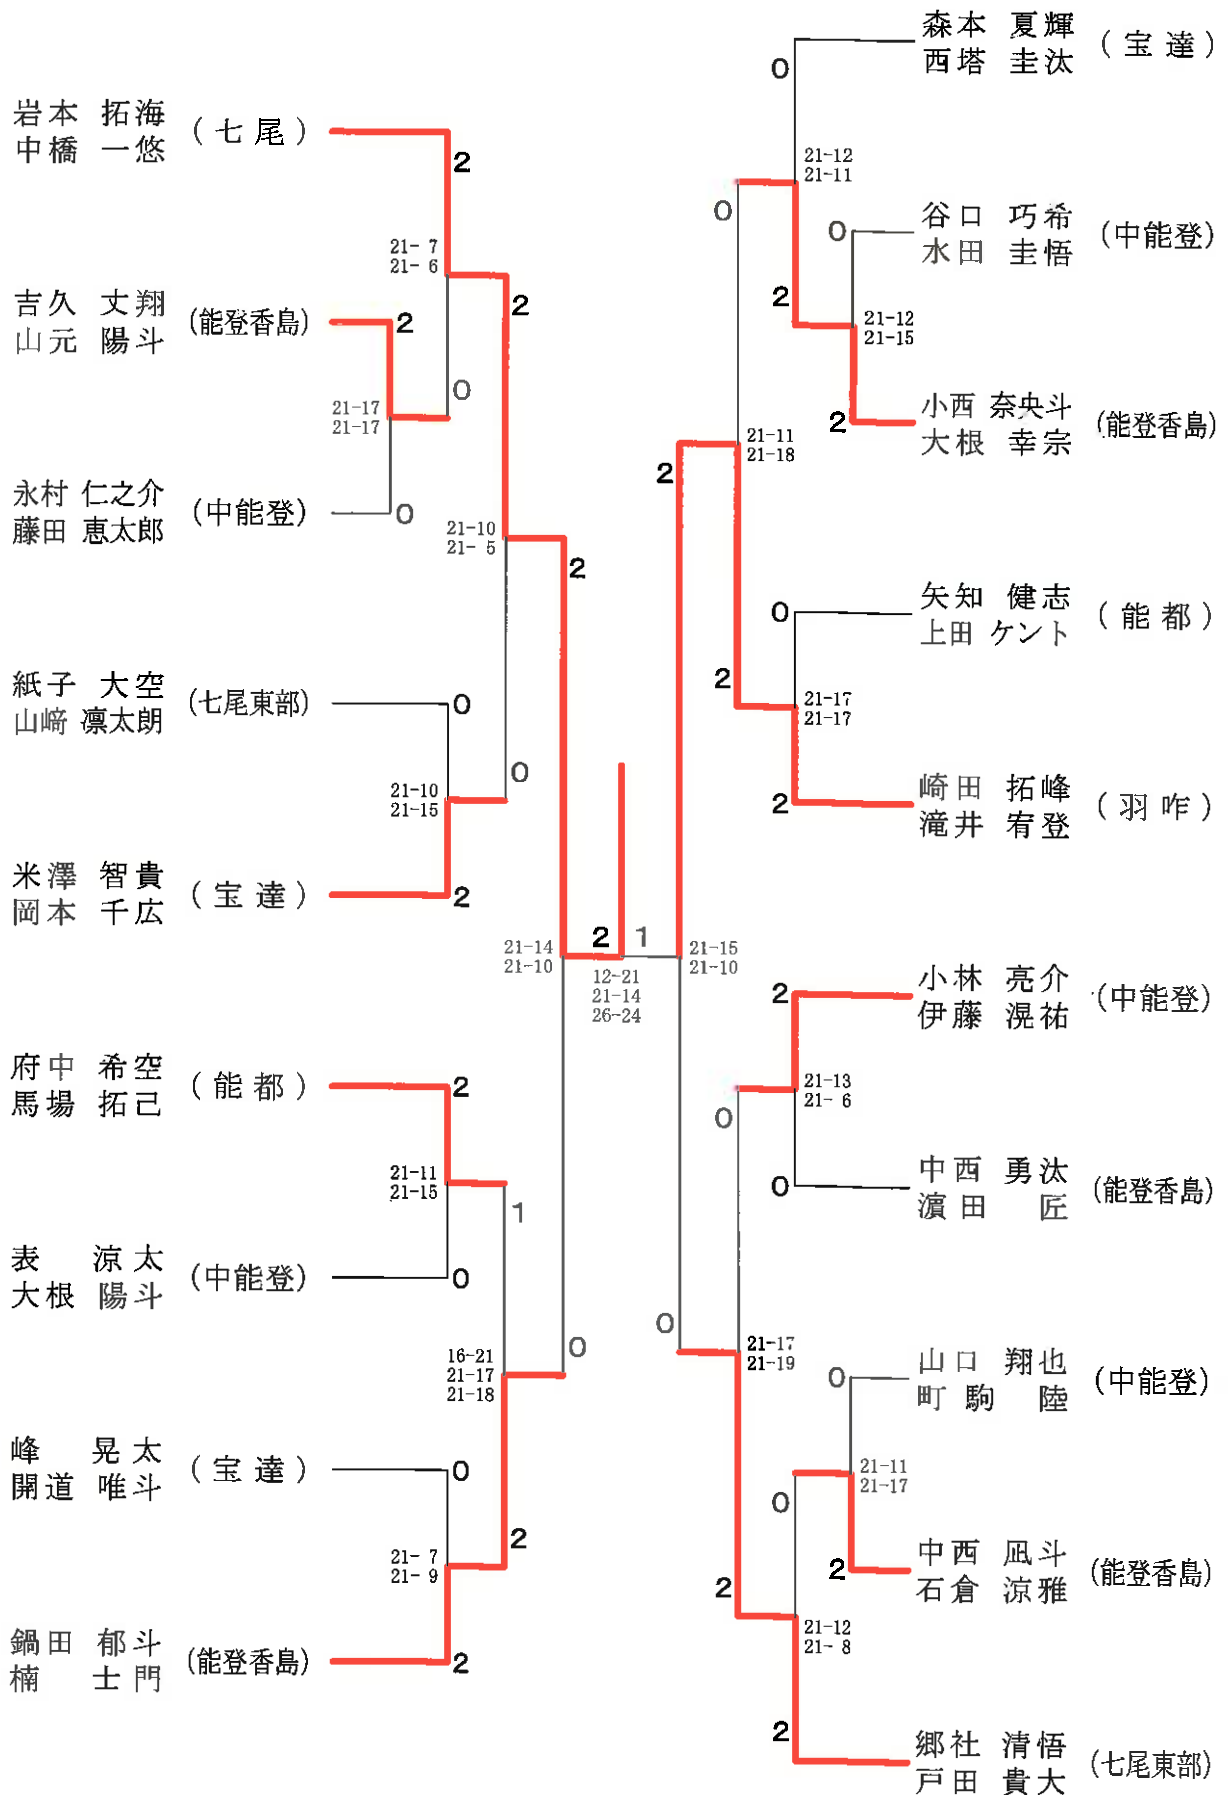 岩本 拓海
中橋 一悠
(七尾)
2
21- 7
21- 6
2
吉久 丈翔
山元 陽斗
(能登香島)
2
0
21-17
21-17
永村 仁之介
藤田 恵太郎
(中能登)
0
21-10
21- 5
2
紙子 大空
山﨑 凛太朗
(七尾東部)
0
0
21-10
21-15
米澤 智貴
岡本 千広
(宝達)
2
21-14
21-10
2
1
12-21
21-14
26-24
府中 希空
馬場 拓己
(能都)
2
21-11
21-15
1
表 涼太
大根 陽斗
(中能登)
0
0
16-21
21-17
21-18
峰 晃太
開道 唯斗
(宝達)
0
2
21- 7
21- 9
鍋田 郁斗
楠 士門
(能登香島)
2
森本 夏輝
西塔 圭汰
(宝達)
0
21-12
21-11
0
谷口 巧希
水田 圭悟
(中能登)
0
2
21-12
21-15
小西 奈央斗
大根 幸宗
(能登香島)
2
21-11
21-18
2
矢知 健志
上田 ケント
(能都)
0
2
21-17
21-17
崎田 拓峰
滝井 宥登
(羽咋)
2
21-15
21-10
小林 亮介
伊藤 滉祐
(中能登)
2
21-13
21- 6
0
中西 勇汰
濵田 匠
(能登香島)
0
0
21-17
21-19
山口 翔也
町駒 陸
(中能登)
0
21-11
21-17
0
中西 凪斗
石倉 涼雅
(能登香島)
2
2
21-12
21- 8
郷社 清悟
戸田 貴大
(七尾東部)
2